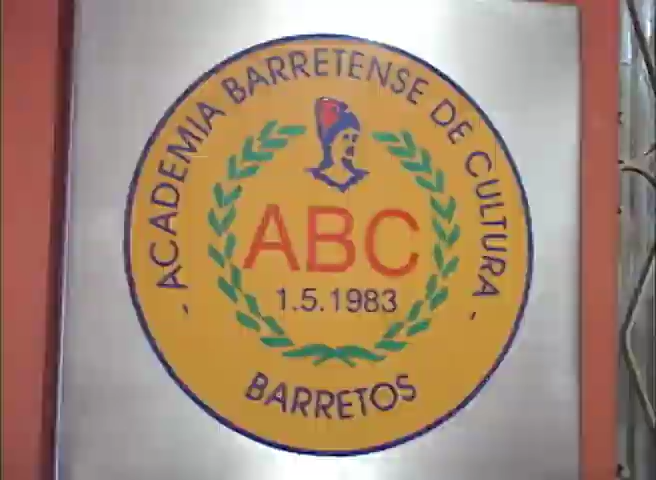 - ACADEMIA BARRETENSE DE CULTURA -
ABC
1.5.1983
BARRETOS